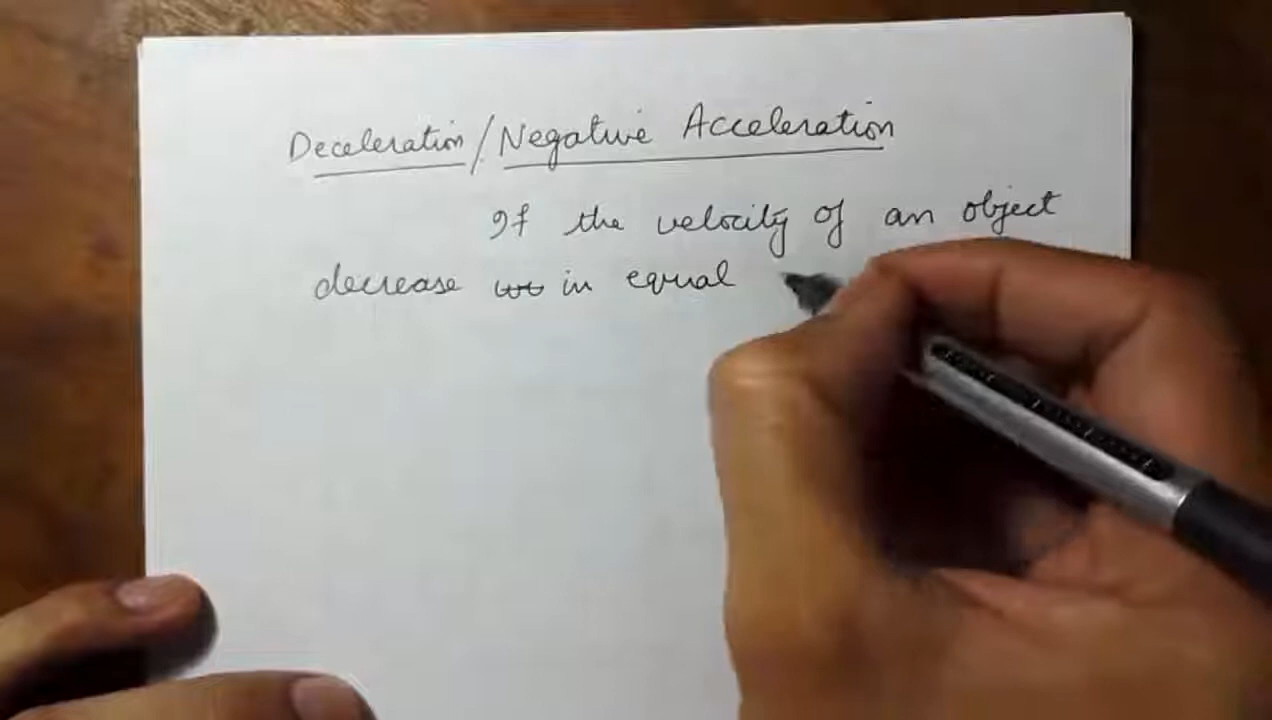 Deceleration/Negative Acceleration
If the velocity of an object
decrease in equal